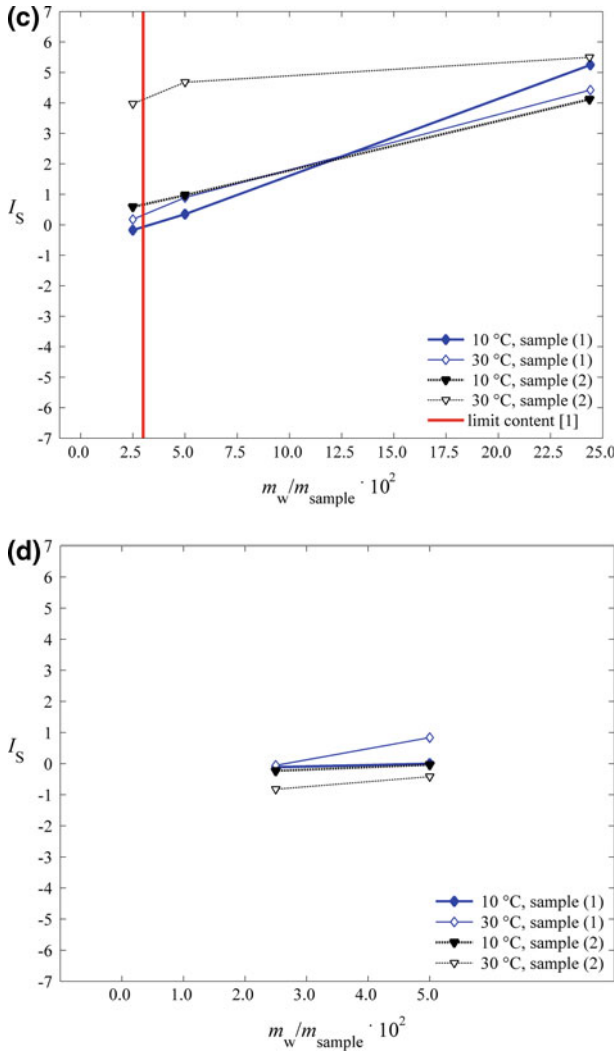 (c)
7
6
5
4
3
2
1
I_S
0
-1
-2
-3
-4
-5
-6
-7
10 °C, sample (1)
30 °C, sample (1)
10 °C, sample (2)
30 °C, sample (2)
limit content [1]
0.0 2.5 5.0 7.5 10.0 12.5 15.0 17.5 20.0 22.5 25.0
m_w/m_sample · 10²
(d)
7
6
5
4
3
2
1
I_S
0
-1
-2
-3
-4
-5
-6
-7
10 °C, sample (1)
30 °C, sample (1)
10 °C, sample (2)
30 °C, sample (2)
0.0 1.0 2.0 3.0 4.0 5.0
m_w/m_sample · 10²